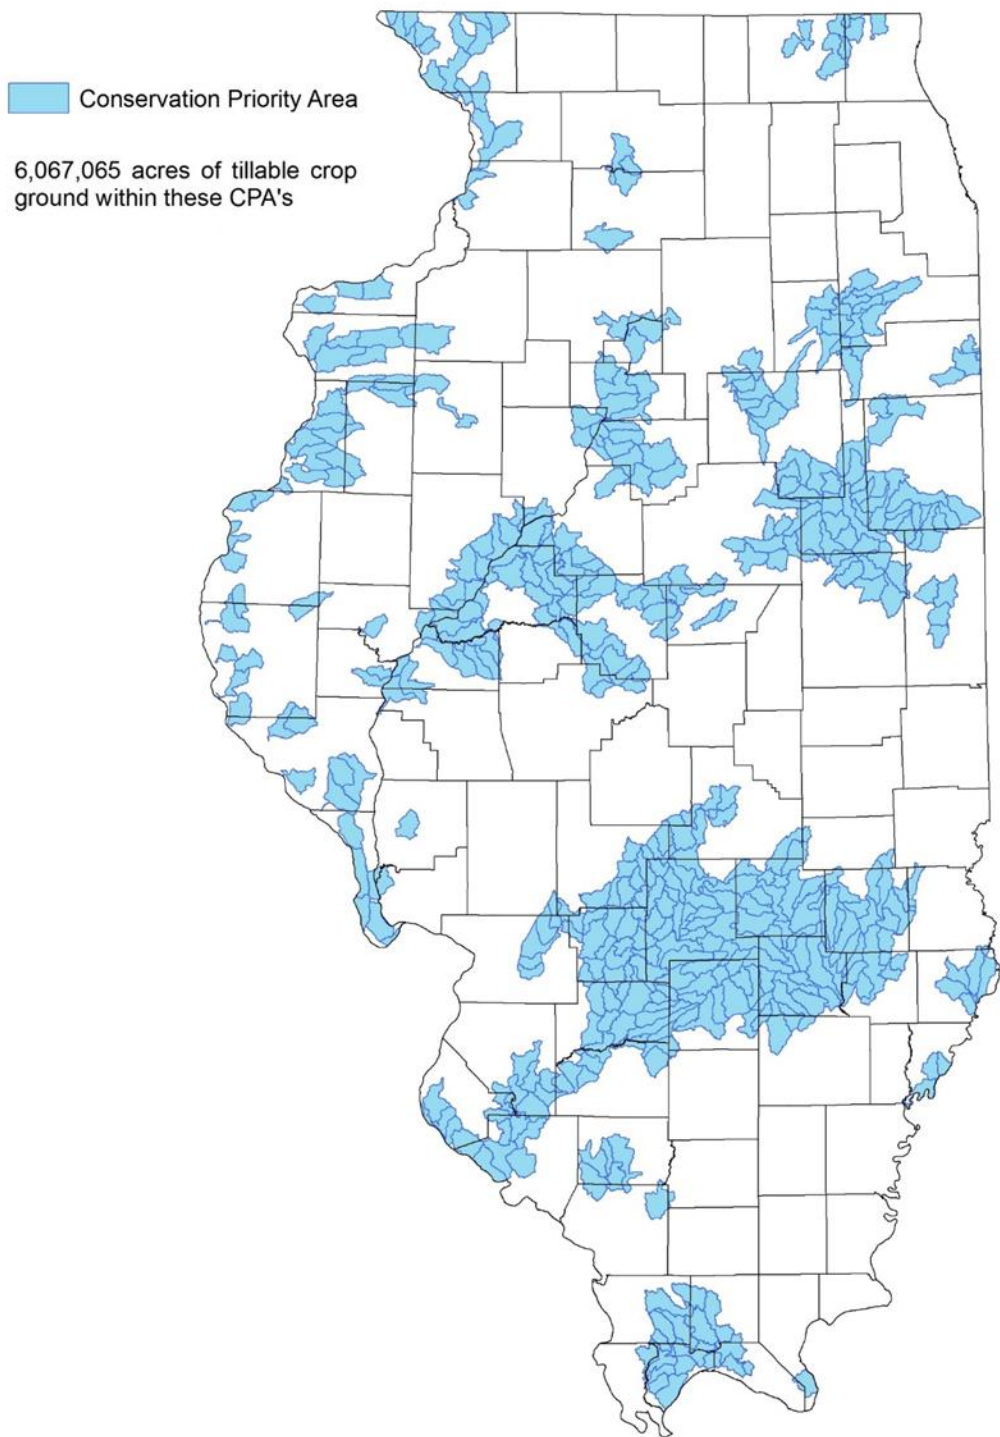 Conservation Priority Area
6,067,065 acres of tillable crop
ground within these CPA's